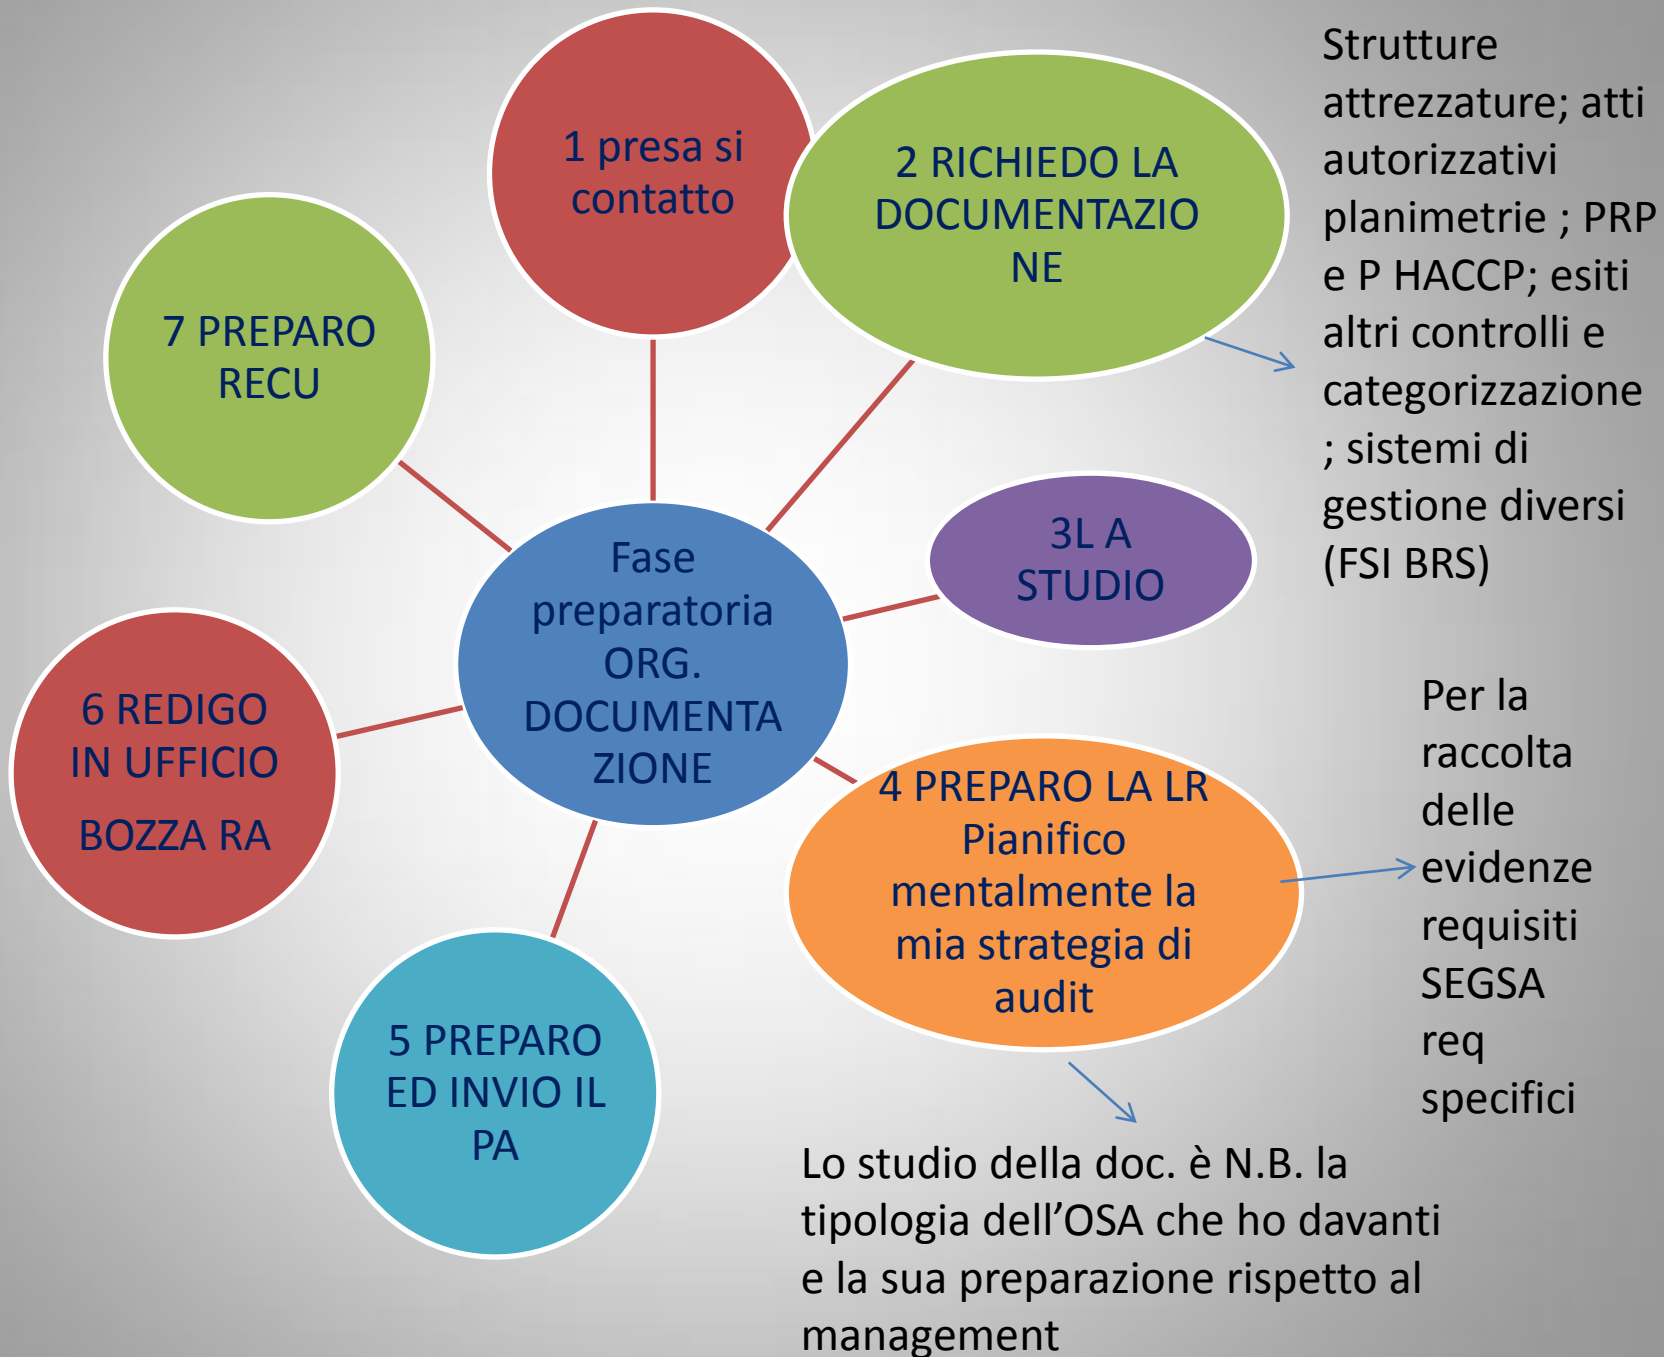 1 presa si
contatto
2 RICHIEDO LA
DOCUMENTAZIO
NE
Strutture
attrezzature; atti
autorizzativi
planimetrie ; PRP
e P HACCP; esiti
altri controlli e
categorizzazione
; sistemi di
gestione diversi
(FSI BRS)
3L A
STUDIO
4 PREPARO LA LR
Pianifico
mentalmente la
mia strategia di
audit
Per la
raccolta
delle
evidenze
requisiti
SEGSA
req
specifici
Lo studio della doc. è N.B. la
tipologia dell’OSA che ho davanti
e la sua preparazione rispetto al
management
5 PREPARO
ED INVIO IL
PA
6 REDIGO
IN UFFICIO
BOZZA RA
7 PREPARO
RECU
Fase
preparatoria
ORG.
DOCUMENTA
ZIONE